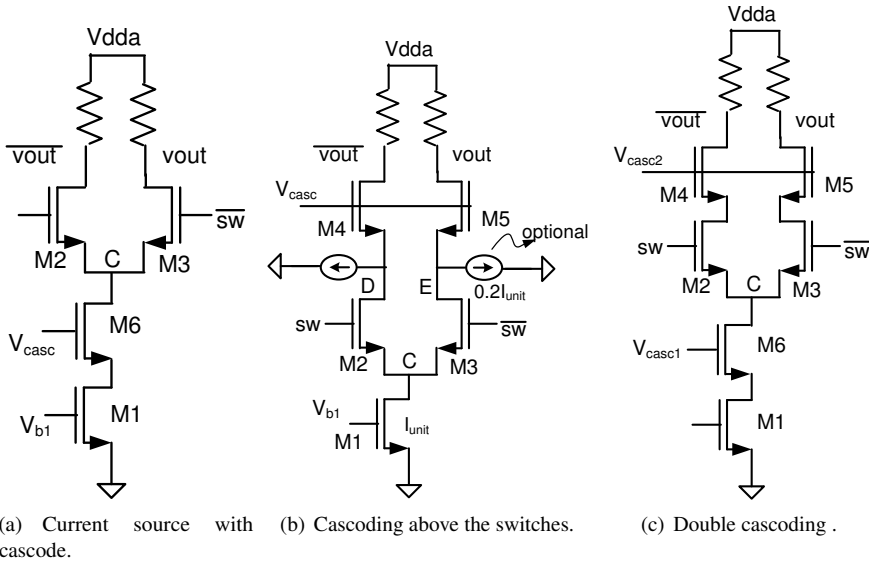 Vdda
vout
vout
sw
M2
C
M3
M6
Vcasc
Vb1
M1
(a) Current source with
cascode.
Vdda
vout
vout
Vcasc
M4
M5
optional
D
E
0.2Iunit
sw
sw
M2
C
M3
Vb1
M1
Iunit
(b) Cascoding above the switches.
Vdda
vout
vout
Vcasc2
M4
M5
sw
sw
M2
C
M3
Vcasc1
M6
M1
(c) Double cascoding .